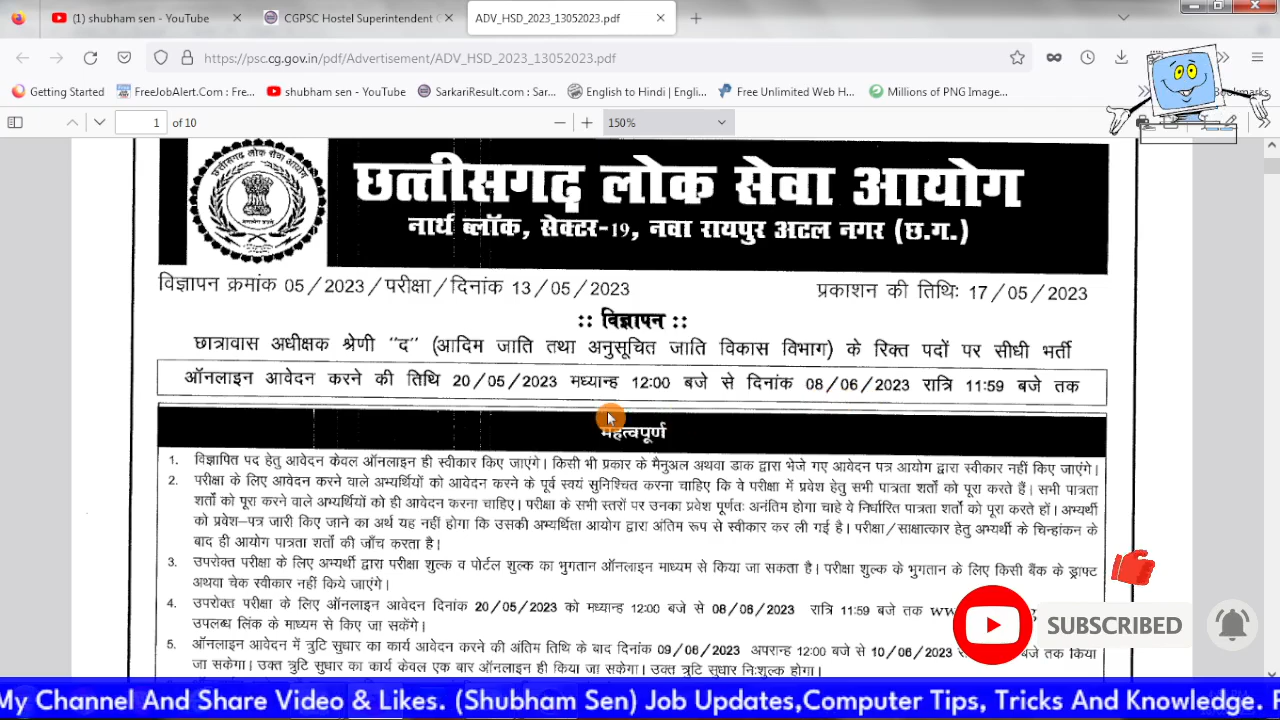 (1) shubham sen - YouTube
CGPSC Hostel Superintendent
ADV_HSD_2023_13052023.pdf
https://psc.cg.gov.in/pdf/Advertisement/ADV_HSD_2023_13052023.pdf
Getting Started FreeJobAlert.Com : Fre... shubham sen - YouTube SarkariResult.com : Sar... English to Hindi | Engli... Free Unlimited Web H... Millions of PNG Image...
1 of 10 150%
छत्तीसगढ़ लोक सेवा आयोग
नार्थ ब्लॉक, सेक्टर-19, नवा रायपुर अटल नगर (छ.ग.)
विज्ञापन क्रमांक 05/2023/परीक्षा/दिनांक 13/05/2023 प्रकाशन की तिथिः 17/05/2023
:: विज्ञापन ::
छात्रावास अधीक्षक श्रेणी "द" (आदिम जाति तथा अनुसूचित जाति विकास विभाग) के रिक्त पदों पर सीधी भर्ती
ऑनलाइन आवेदन करने की तिथि 20/05/2023 मध्यान्ह 12:00 बजे से दिनांक 08/06/2023 रात्रि 11:59 बजे तक
महत्वपूर्ण
1. विज्ञापित पद हेतु आवेदन केवल ऑनलाइन ही स्वीकार किए जाएंगे। किसी भी प्रकार के मैनुअल अथवा डाक द्वारा भेजे गए आवेदन पत्र आयोग द्वारा स्वीकार नहीं किए जाएंगे।
2. परीक्षा के लिए आवेदन करने वाले अभ्यर्थियों को आवेदन करने के पूर्व स्वयं सुनिश्चित करना चाहिए कि वे परीक्षा में प्रवेश हेतु सभी पात्रता शर्तो को पूरा करते हैं। सभी पात्रता
शर्तों को पूरा करने वाले अभ्यर्थियों को ही आवेदन करना चाहिए। परीक्षा के सभी स्तरों पर उनका प्रवेश पूर्णतः अनंतिम होगा चाहे वे निर्धारित पात्रता शर्तों को पूरा करते हों। अभ्यर्थी
को प्रवेश-पत्र जारी किए जाने का अर्थ यह नहीं होगा कि उसकी अभ्यर्थिता आयोग द्वारा अंतिम रूप से स्वीकार कर ली गई है। परीक्षा/साक्षात्कार हेतु अभ्यर्थी के चिन्हांकन के
बाद ही आयोग पात्रता शर्तों की जाँच करता है।
3. उपरोक्त परीक्षा के लिए अभ्यर्थी द्वारा परीक्षा शुल्क व पोर्टल शुल्क का भुगतान ऑनलाइन माध्यम से किया जा सकता है। परीक्षा शुल्क के भुगतान के लिए किसी बैंक के ड्राफ्ट
अथवा चेक स्वीकार नहीं किये जाएंगे।
4. उपरोक्त परीक्षा के लिए ऑनलाइन आवेदन दिनांक 20/05/2023 को मध्यान्ह 12:00 बजे से 08/06/2023 रात्रि 11:59 बजे तक
उपलब्ध लिंक के माध्यम से किए जा सकेंगे।
SUBSCRIBED
5. ऑनलाइन आवेदन में त्रुटि सुधार का कार्य आवेदन करने की अंतिम तिथि के बाद दिनांक 09/06/2023 अपरान्ह 12:00 बजे से 10/06/2023 बजे तक किया
जा सकेगा। उक्त त्रुटि सुधार का कार्य केवल एक बार ऑनलाइन ही किया जा सकेगा। उक्त त्रुटि सुधार निःशुल्क होगा।
My Channel And Share Video & Likes. (Shubham Sen) Job Updates,Computer Tips, Tricks And Knowledge.